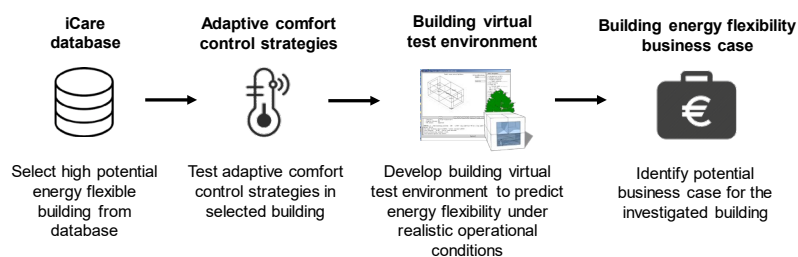 iCare
database
Adaptive comfort
control strategies
Building virtual
test environment
Building energy flexibility
business case
€
Select high potential
energy flexible
building from
database
Test adaptive comfort
control strategies in
selected building
Develop building virtual
test environment to predict
energy flexibility under
realistic operational
conditions
Identify potential
business case for the
investigated building